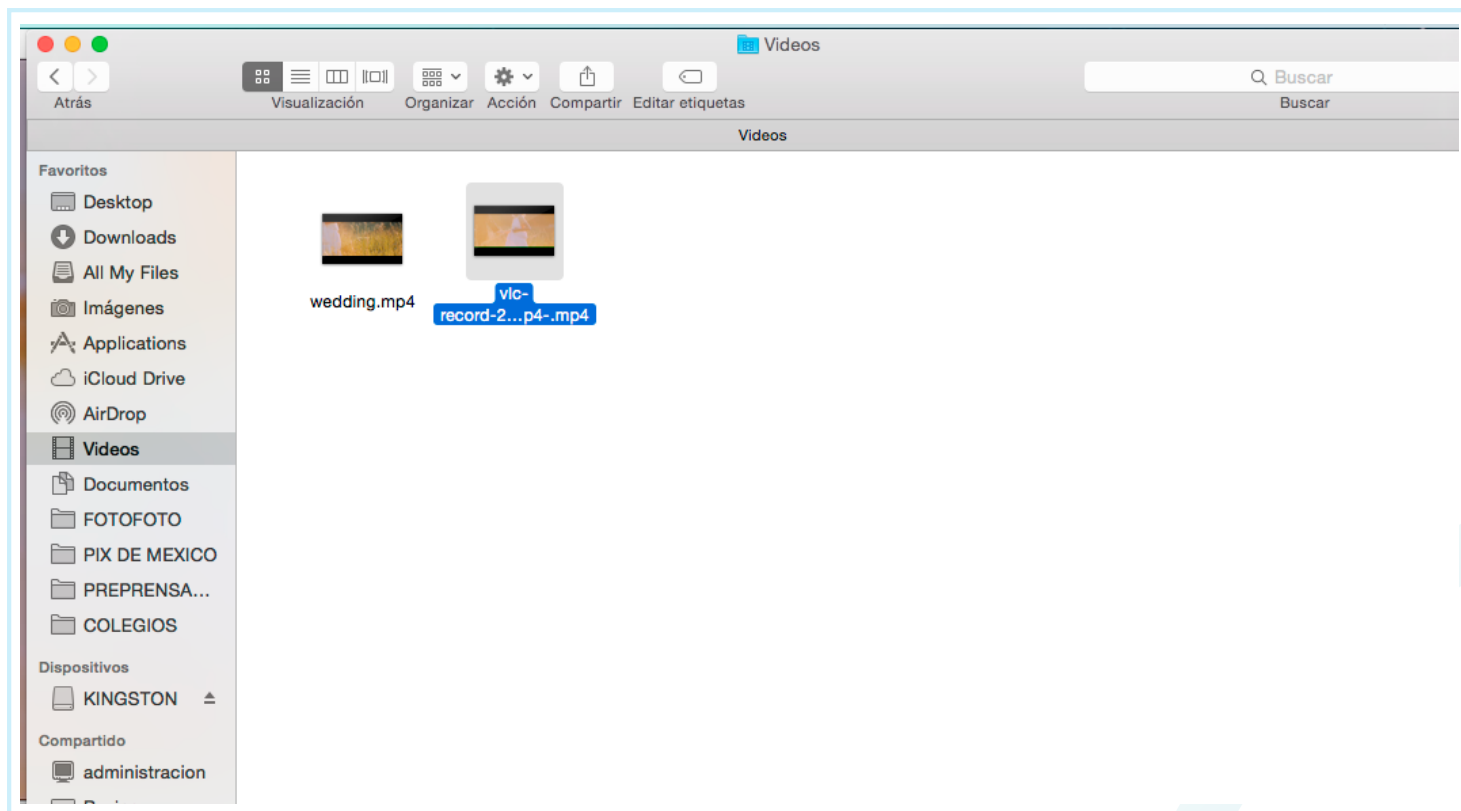 Videos
Buscar
Atrás
Visualización
Organizar
Acción
Compartir
Editar etiquetas
Buscar
Videos
Favoritos
Desktop
Downloads
All My Files
Imágenes
Applications
iCloud Drive
AirDrop
Videos
Documentos
FOTOFOTO
PIX DE MEXICO
PREPRENSA...
COLEGIOS
Dispositivos
KINGSTON
Compartido
administracion
wedding.mp4
vlc-
record-2...p4-.mp4